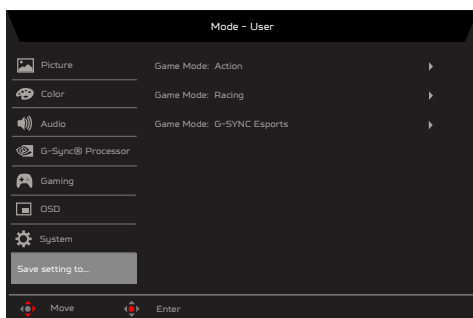 Mode - User
Picture
Game Mode: Action
Color
Game Mode: Racing
Audio
Game Mode: G-SYNC Esports
G-Sync® Processor
Gaming
OSD
System
Save setting to...
Move Enter